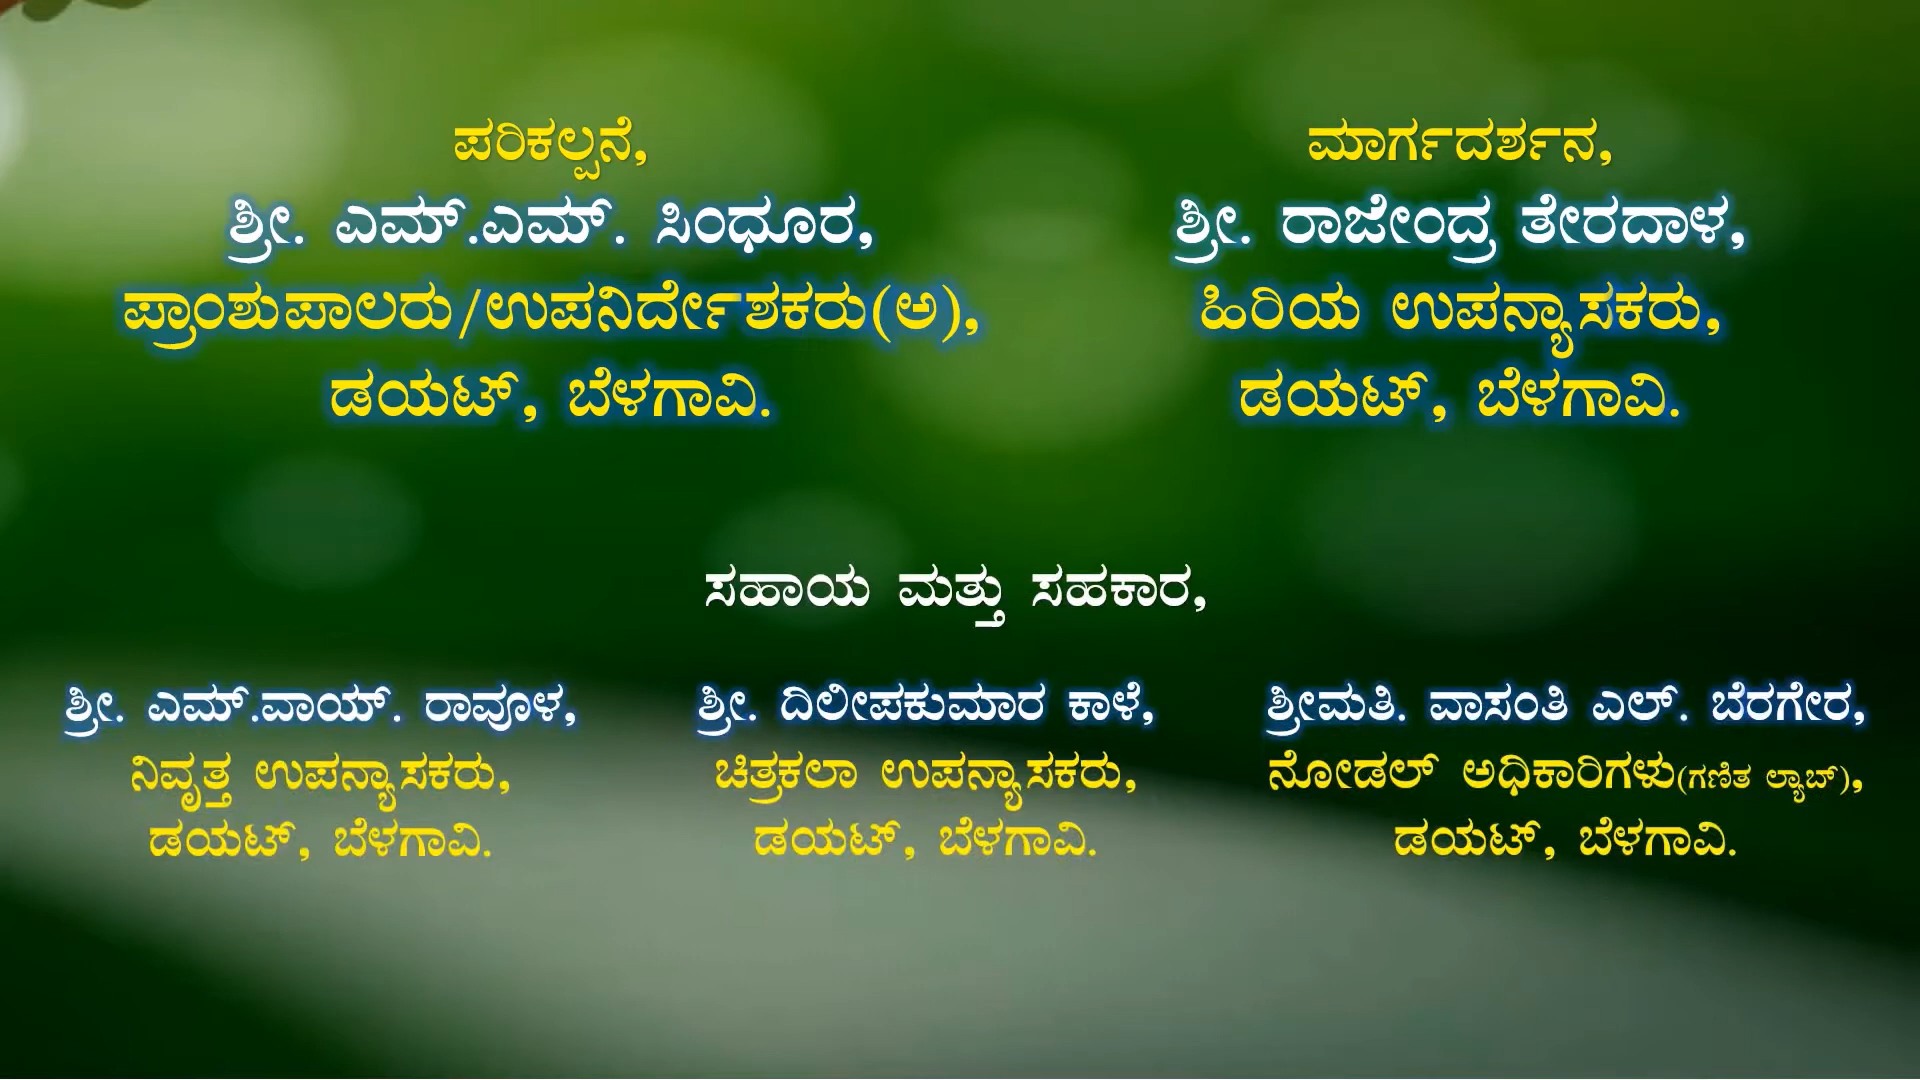 ಪರಿಕಲ್ಪನೆ,
ಶ್ರೀ. ಎಮ್.ಎಮ್. ಸಿಂಧೂರ,
ಪ್ರಾಂಶುಪಾಲರು/ಉಪನಿರ್ದೇಶಕರು(ಅ),
ಡಯಟ್, ಬೆಳಗಾವಿ.
ಮಾರ್ಗದರ್ಶನ,
ಶ್ರೀ. ರಾಜೇಂದ್ರ ತೇರದಾಳ,
ಹಿರಿಯ ಉಪನ್ಯಾಸಕರು,
ಡಯಟ್, ಬೆಳಗಾವಿ.
ಸಹಾಯ ಮತ್ತು ಸಹಕಾರ,
ಶ್ರೀ. ಎಮ್.ವಾಯ್. ರಾವೂಳ,
ನಿವೃತ್ತ ಉಪನ್ಯಾಸಕರು,
ಡಯಟ್, ಬೆಳಗಾವಿ.
ಶ್ರೀ. ದಿಲೀಪಕುಮಾರ ಕಾಳೆ,
ಚಿತ್ರಕಲಾ ಉಪನ್ಯಾಸಕರು,
ಡಯಟ್, ಬೆಳಗಾವಿ.
ಶ್ರೀಮತಿ. ವಾಸಂತಿ ಎಲ್. ಬೆರಗೇರ,
ನೋಡಲ್ ಅಧಿಕಾರಿಗಳು(ಗಣಿತ ಲ್ಯಾಬ್),
ಡಯಟ್, ಬೆಳಗಾವಿ.